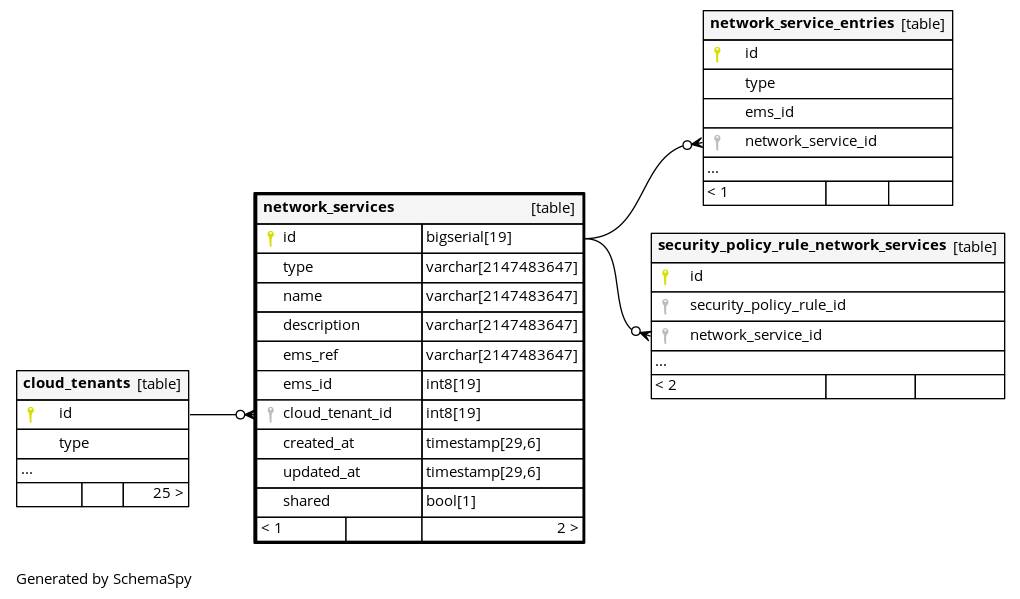 network_service_entries [table]
id
type
ems_id
network_service_id
...
< 1
network_services [table]
id bigserial[19]
type varchar[2147483647]
name varchar[2147483647]
description varchar[2147483647]
ems_ref varchar[2147483647]
ems_id int8[19]
cloud_tenant_id int8[19]
created_at timestamp[29,6]
updated_at timestamp[29,6]
shared bool[1]
< 1 2 >
security_policy_rule_network_services [table]
id
security_policy_rule_id
network_service_id
...
< 2
cloud_tenants [table]
id
type
...
25 >
Generated by SchemaSpy